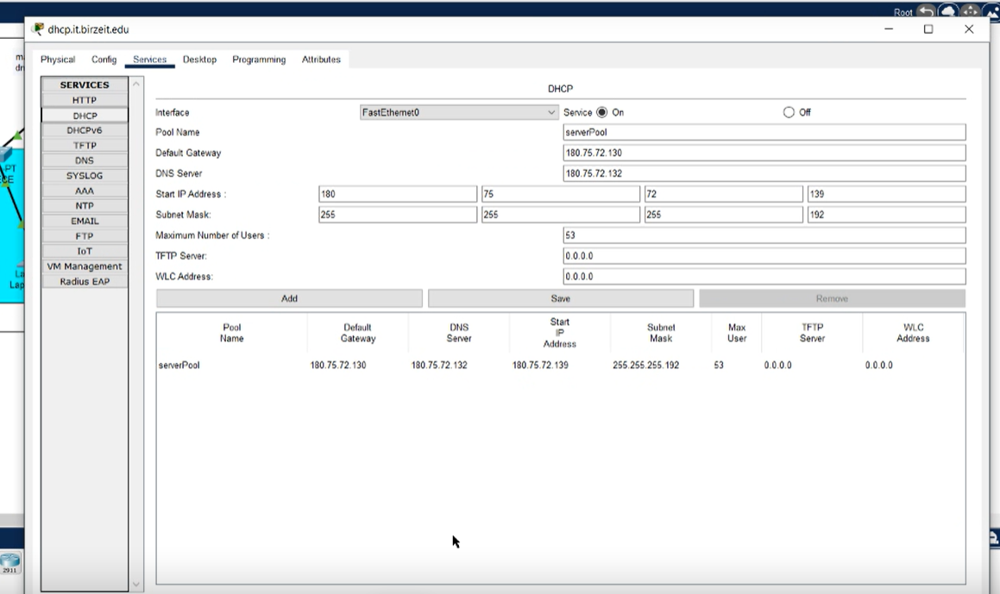 Root
dhcp.it.birzeit.edu
Physical Config Services Desktop Programming Attributes
SERVICES
HTTP
DHCP
DHCPv6
TFTP
DNS
SYSLOG
AAA
NTP
EMAIL
FTP
IoT
VM Management
Radius EAP
DHCP
Interface FastEthernet0 Service On Off
Pool Name serverPool
Default Gateway 180.75.72.130
DNS Server 180.75.72.132
Start IP Address : 180 75 72 139
Subnet Mask: 255 255 255 192
Maximum Number of Users : 53
TFTP Server: 0.0.0.0
WLC Address: 0.0.0.0
Add Save Remove
Pool Name Default Gateway DNS Server Start IP Address Subnet Mask Max User TFTP Server WLC Address
serverPool 180.75.72.130 180.75.72.132 180.75.72.139 255.255.255.192 53 0.0.0.0 0.0.0.0
PT
La
Lap
2911